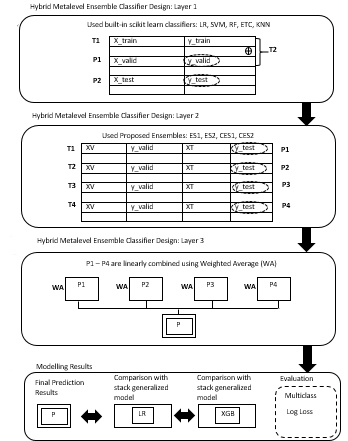 Hybrid Metalevel Ensemble Classifier Design: Layer 1
Used built-in scikit learn classifiers: LR, SVM, RF, ETC, KNN
T1 X_train y_train
T2
P1 X_valid y_valid
P2 X_test y_test
Hybrid Metalevel Ensemble Classifier Design: Layer 2
Used Proposed Ensembles: ES1, ES2, CES1, CES2
T1 XV y_valid XT y_test P1
T2 XV y_valid XT y_test P2
T3 XV y_valid XT y_test P3
T4 XV y_valid XT y_test P4
Hybrid Metalevel Ensemble Classifier Design: Layer 3
P1 – P4 are linearly combined using Weighted Average (WA)
WA P1 WA P2 WA P3 WA P4
P
Modelling Results
Final Prediction
Results
P
Comparison with
stack generalized
model
LR
Comparison with
stack generalized
model
XGB
Evaluation
Multiclass
Log Loss